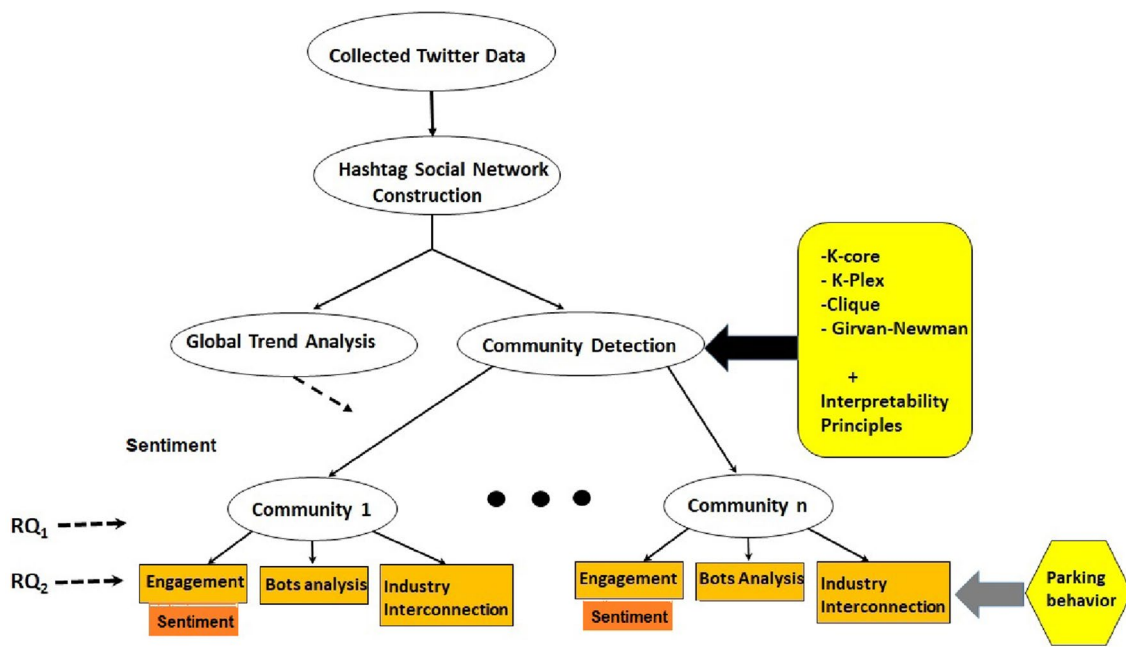 Collected Twitter Data
Hashtag Social Network
Construction
Global Trend Analysis
Community Detection
-K-core
- K-Plex
-Clique
- Girvan-Newman
+
Interpretability
Principles
Sentiment
Community 1
Community n
RQ1
RQ2
Engagement
Sentiment
Bots analysis
Industry
Interconnection
Engagement
Sentiment
Bots Analysis
Industry
Interconnection
Parking
behavior